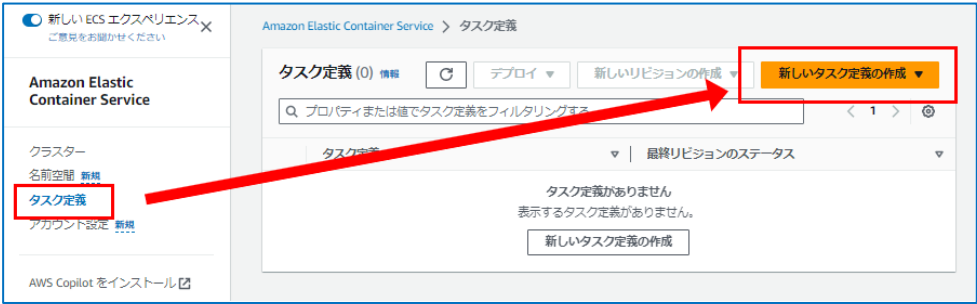 新しい ECS エクスペリエンス
ご意見をお聞かせください
Amazon Elastic
Container Service
クラスター
名前空間 新規
タスク定義
アカウント設定 新規
AWS Copilot をインストール
Amazon Elastic Container Service > タスク定義
タスク定義 (0) 情報
デプロイ
新しいリビジョンの作成
新しいタスク定義の作成
プロパティまたは値でタスク定義をフィルタリングする
1
タスク定義
最終リビジョンのステータス
タスク定義がありません
表示するタスク定義がありません。
新しいタスク定義の作成